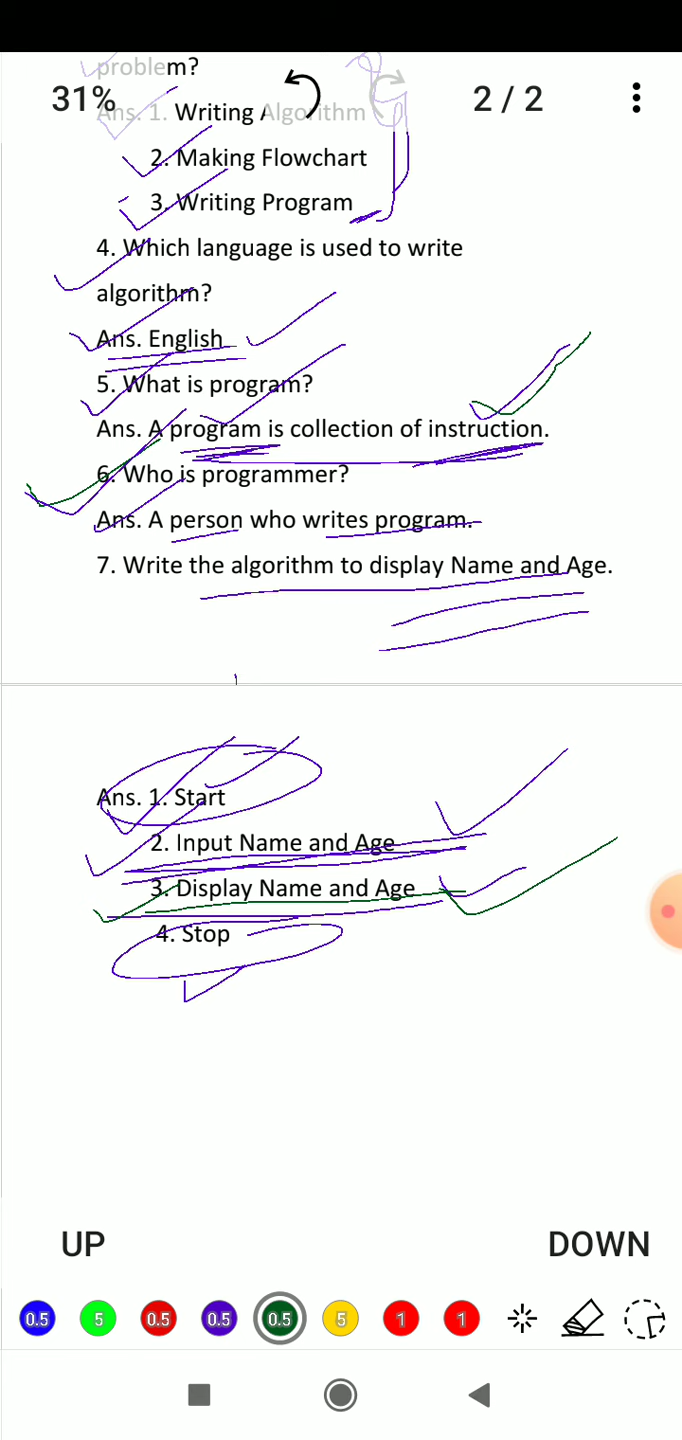 problem?
31%
2 / 2
Ans. 1. Writing Algorithm
2. Making Flowchart
3. Writing Program
4. Which language is used to write
algorithm?
Ans. English
5. What is program?
Ans. A program is collection of instruction.
6. Who is programmer?
Ans. A person who writes program.
7. Write the algorithm to display Name and Age.
Ans. 1. Start
2. Input Name and Age
3. Display Name and Age
4. Stop
UP DOWN
0.5 5 0.5 0.5 0.5 5 1 1